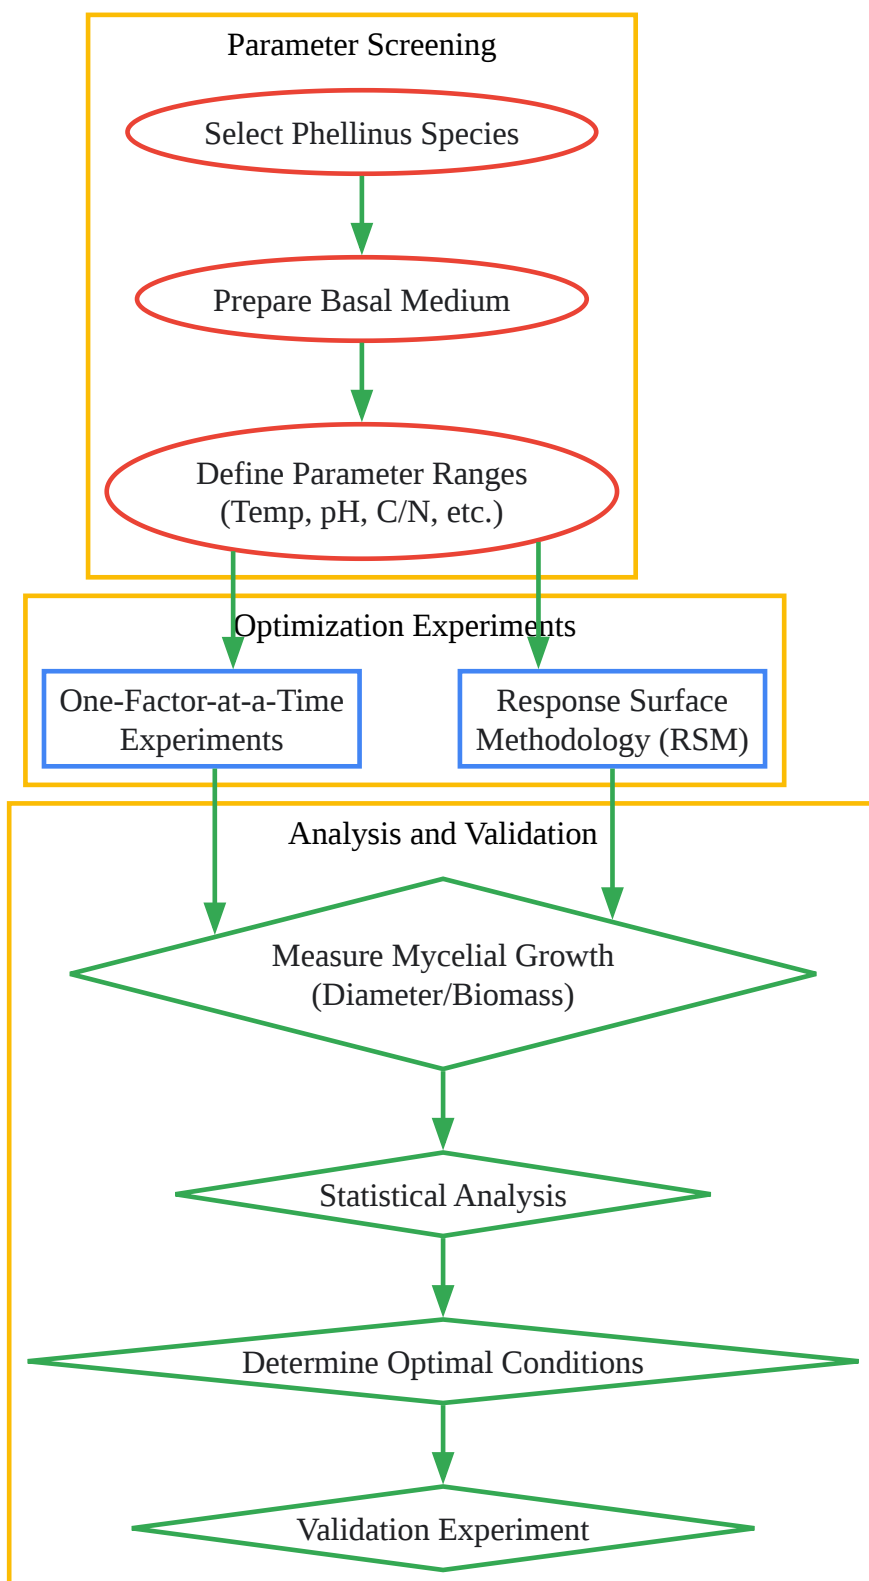 Parameter Screening
Select Phellinus Species
Prepare Basal Medium
Define Parameter Ranges
(Temp, pH, C/N, etc.)
Optimization Experiments
One-Factor-at-a-Time
Experiments
Response Surface
Methodology (RSM)
Analysis and Validation
Measure Mycelial Growth
(Diameter/Biomass)
Statistical Analysis
Determine Optimal Conditions
Validation Experiment